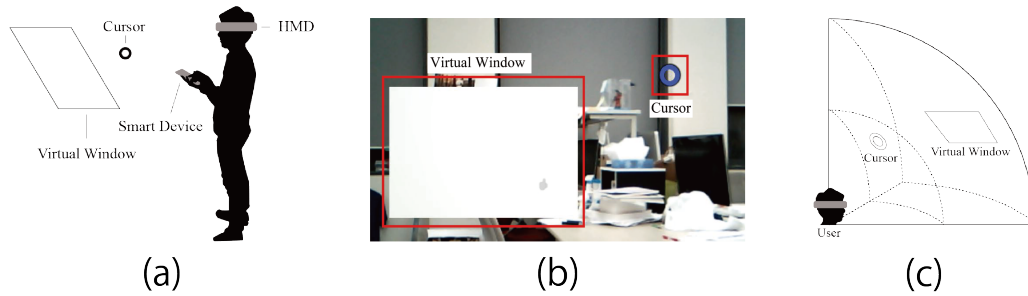 Cursor
HMD
Smart Device
Virtual Window
(a)
Virtual Window
Cursor
(b)
Cursor
Virtual Window
User
(c)